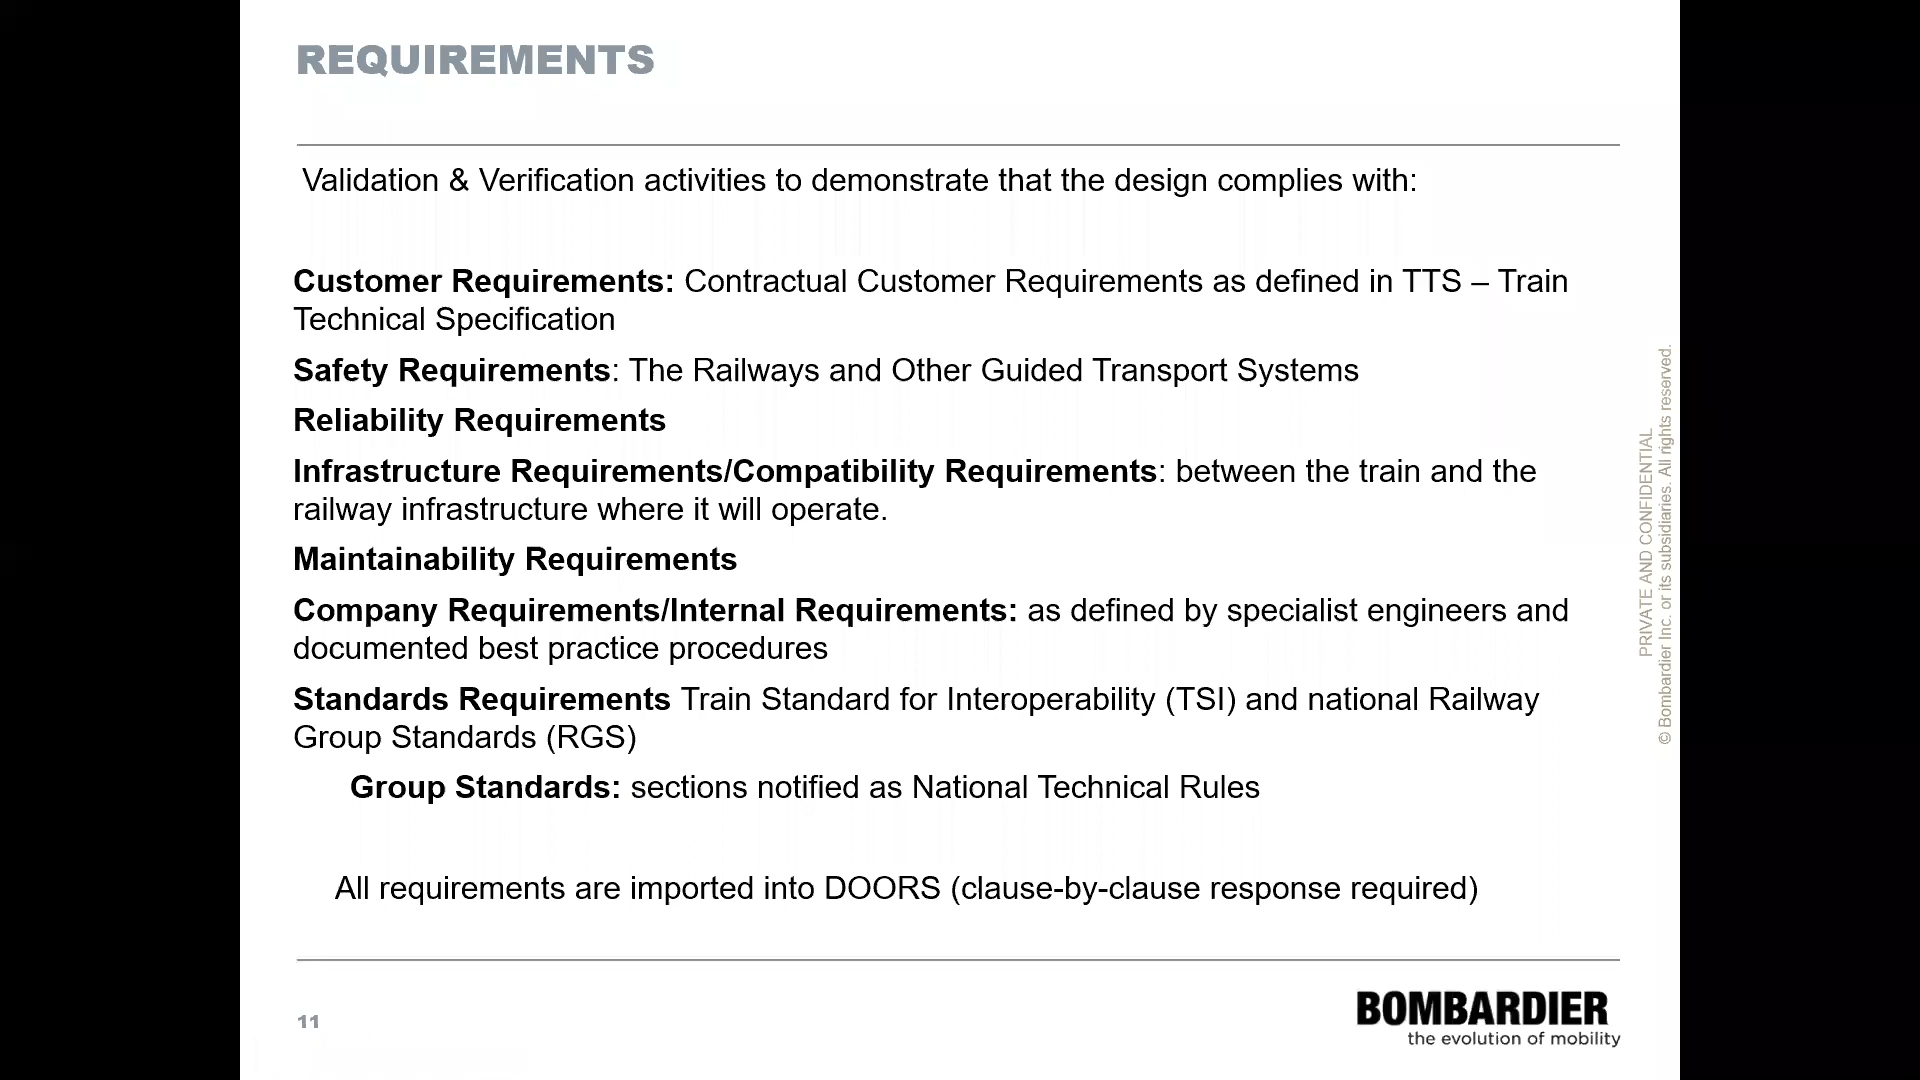 REQUIREMENTS
Validation & Verification activities to demonstrate that the design complies with:
Customer Requirements: Contractual Customer Requirements as defined in TTS – Train
Technical Specification
Safety Requirements: The Railways and Other Guided Transport Systems
Reliability Requirements
Infrastructure Requirements/Compatibility Requirements: between the train and the
railway infrastructure where it will operate.
Maintainability Requirements
Company Requirements/Internal Requirements: as defined by specialist engineers and
documented best practice procedures
Standards Requirements Train Standard for Interoperability (TSI) and national Railway
Group Standards (RGS)
Group Standards: sections notified as National Technical Rules
All requirements are imported into DOORS (clause-by-clause response required)
PRIVATE AND CONFIDENTIAL
© Bombardier Inc. or its subsidiaries. All rights reserved.
11
BOMBARDIER
the evolution of mobility